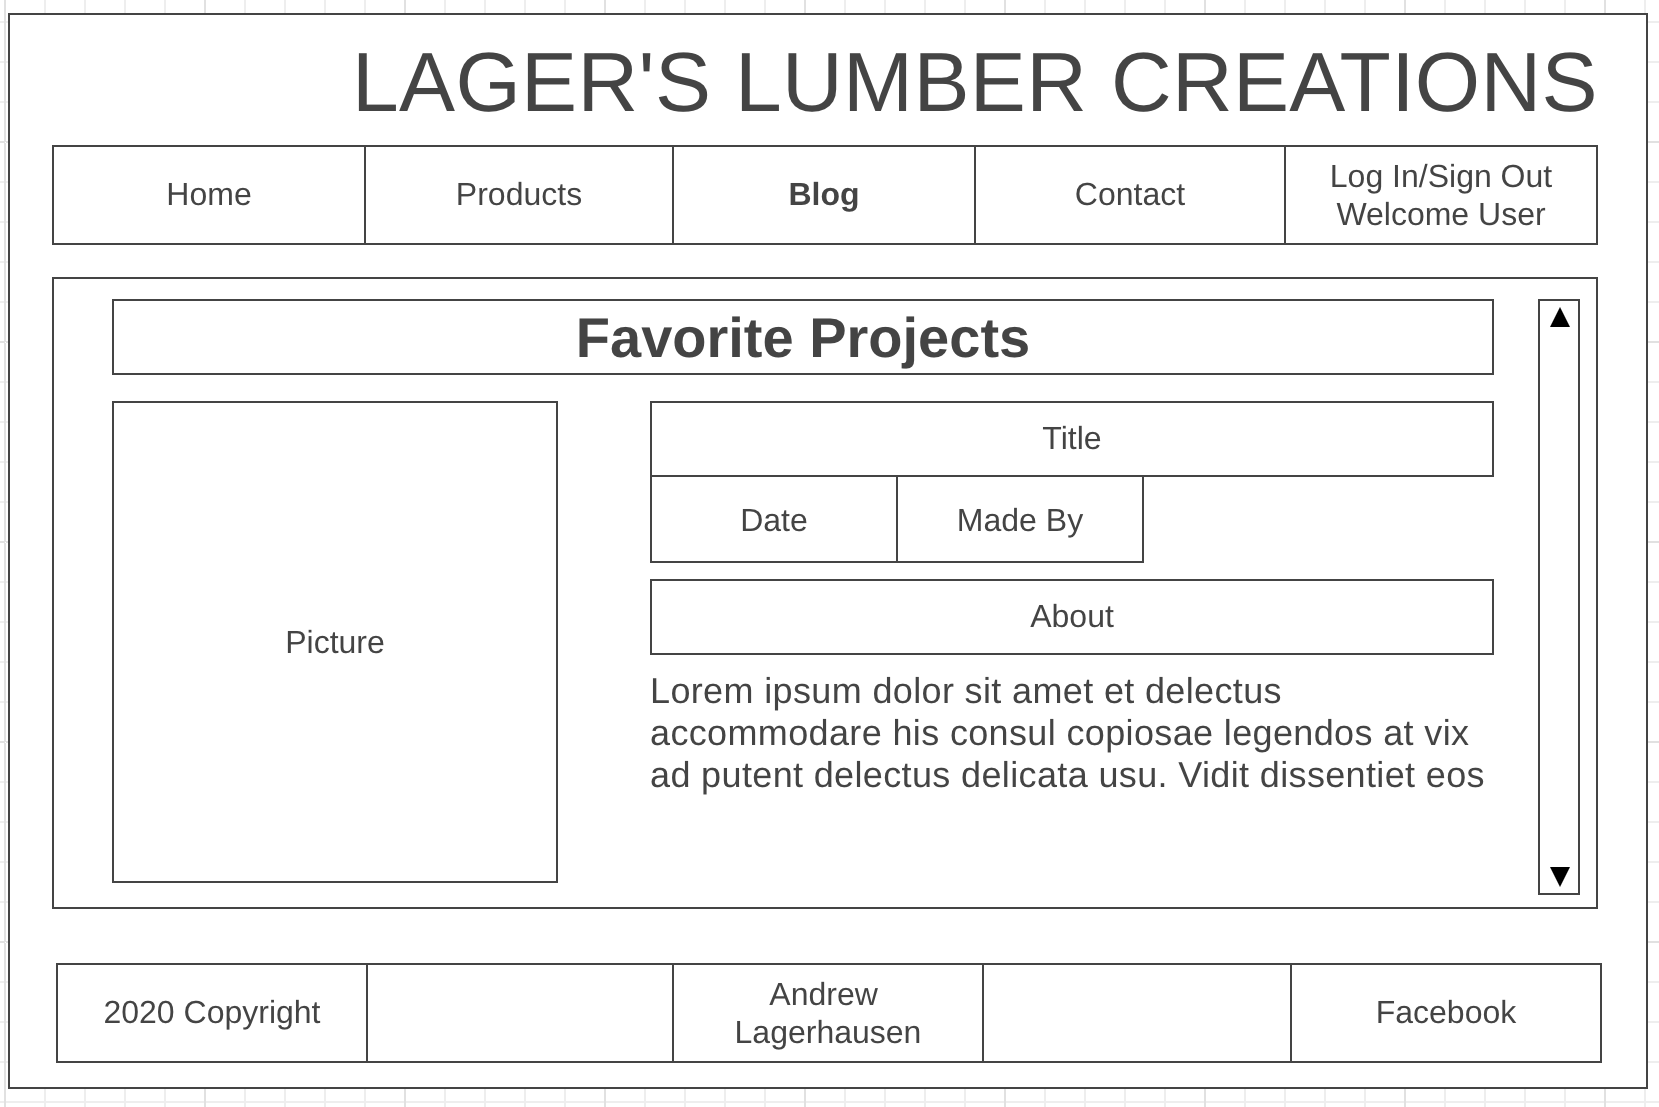 LAGER'S LUMBER CREATIONS
Home
Products
Blog
Contact
Log In/Sign Out
Welcome User
Favorite Projects
Picture
Title
Date
Made By
About
Lorem ipsum dolor sit amet et delectus
accommodare his consul copiosae legendos at vix
ad putent delectus delicata usu. Vidit dissentiet eos
2020 Copyright
Andrew
Lagerhausen
Facebook